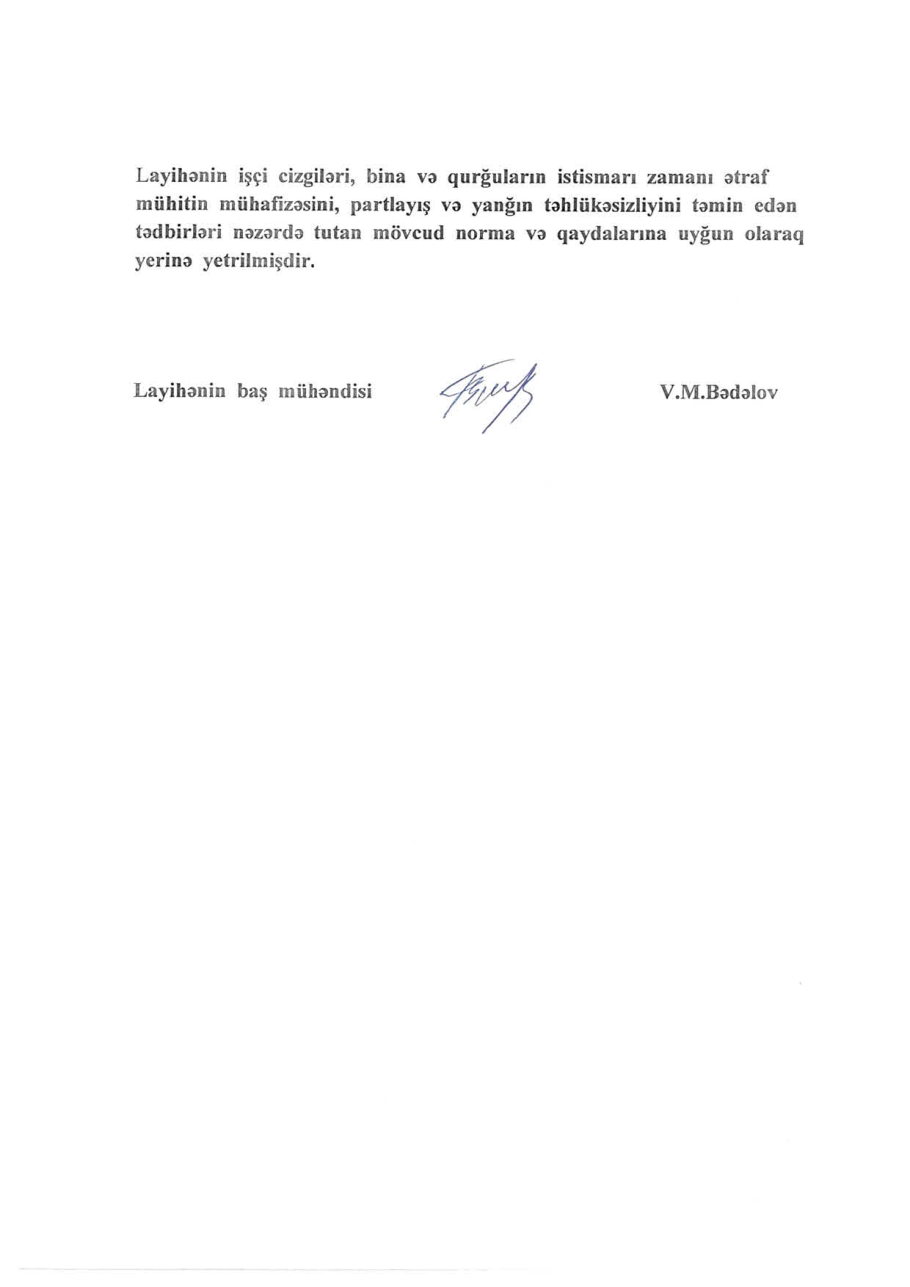 Layihənin işçi cizgiləri, bina və qurğuların istismarı zamanı ətraf
mühitin mühafizəsini, partlayış və yanğın təhlükəsizliyini təmin edən
tədbirləri nəzərdə tutan mövcud norma və qaydalarına uyğun olaraq
yerinə yetrilmişdir.
Layihənin baş mühəndisi V.M.Bədəlov